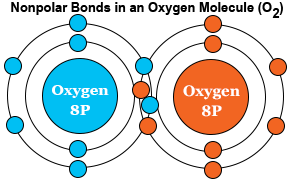 Nonpolar Bonds in an Oxygen Molecule (O₂)
Oxygen
8P
Oxygen
8P